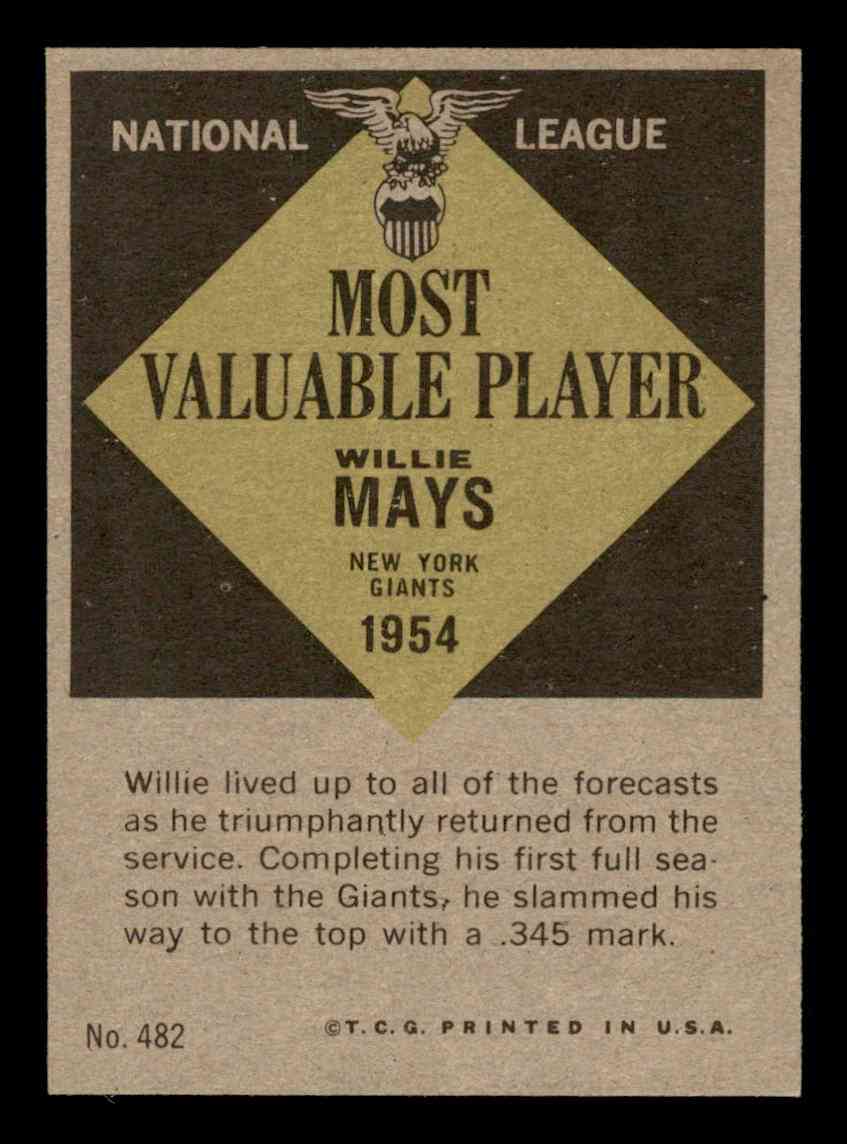 NATIONAL LEAGUE
MOST
VALUABLE PLAYER
WILLIE
MAYS
NEW YORK
GIANTS
1954
Willie lived up to all of the forecasts
as he triumphantly returned from the
service. Completing his first full sea-
son with the Giants, he slammed his
way to the top with a .345 mark.
No. 482
©T.C.G. PRINTED IN U.S.A.